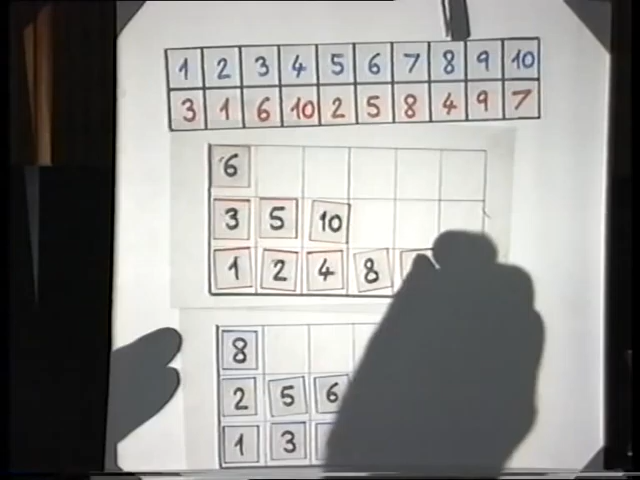 1 2 3 4 5 6 7 8 9 10
3 1 6 10 2 5 8 4 9 7
6
3 5 10
1 2 4 8
8
2 5 6
1 3